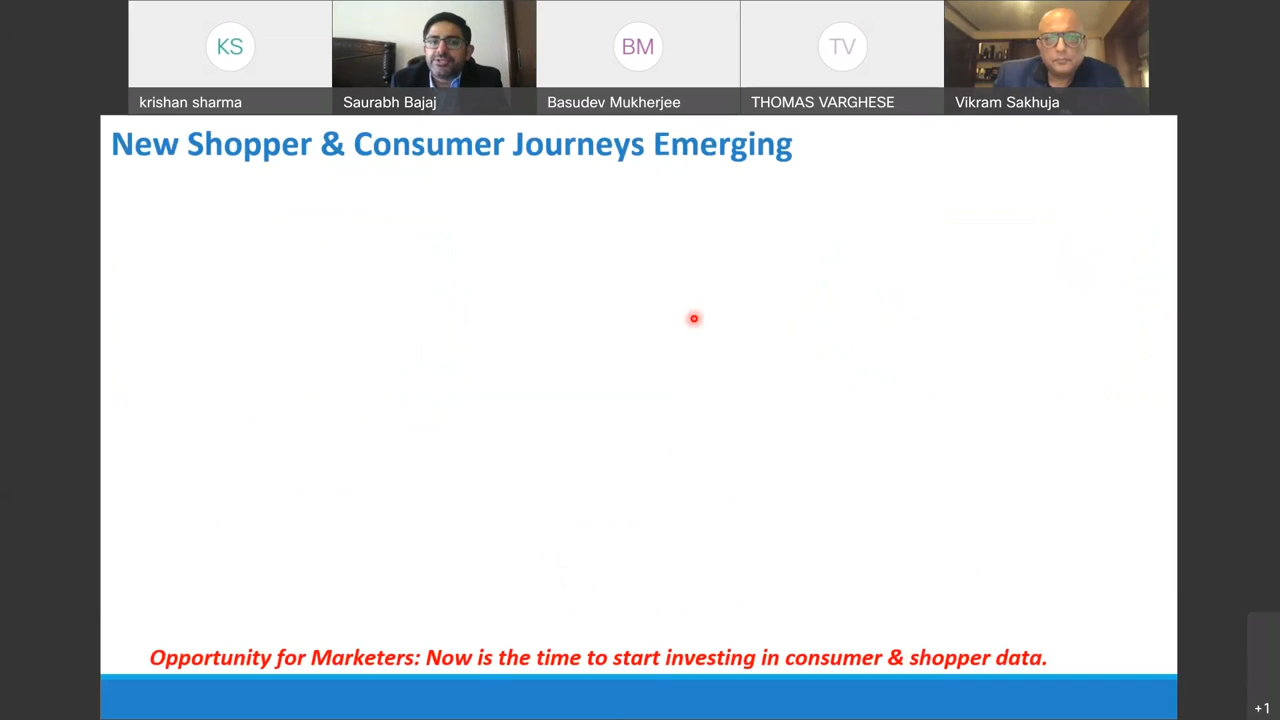 KS
BM
TV
krishan sharma
Saurabh Bajaj
Basudev Mukherjee
THOMAS VARGHESE
Vikram Sakhuja
New Shopper & Consumer Journeys Emerging
Opportunity for Marketers: Now is the time to start investing in consumer & shopper data.
+1